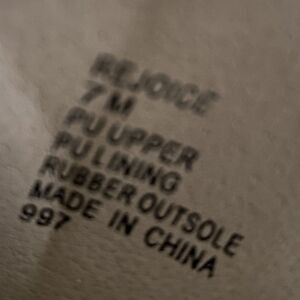 REJOICE
7 M
PU UPPER
PU LINING
RUBBER OUTSOLE
MADE IN CHINA
997